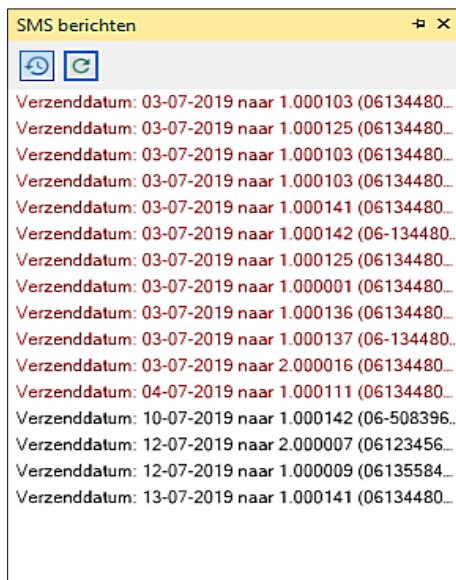 SMS berichten
Verzenddatum: 03-07-2019 naar 1.000103 (06134480...
Verzenddatum: 03-07-2019 naar 1.000125 (06134480...
Verzenddatum: 03-07-2019 naar 1.000103 (06134480...
Verzenddatum: 03-07-2019 naar 1.000103 (06134480...
Verzenddatum: 03-07-2019 naar 1.000141 (06134480...
Verzenddatum: 03-07-2019 naar 1.000142 (06-134480...
Verzenddatum: 03-07-2019 naar 1.000125 (06134480...
Verzenddatum: 03-07-2019 naar 1.000001 (06134480...
Verzenddatum: 03-07-2019 naar 1.000136 (06134480...
Verzenddatum: 03-07-2019 naar 1.000137 (06-134480...
Verzenddatum: 03-07-2019 naar 2.000016 (06134480...
Verzenddatum: 04-07-2019 naar 1.000111 (06134480...
Verzenddatum: 10-07-2019 naar 1.000142 (06-508396...
Verzenddatum: 12-07-2019 naar 2.000007 (06123456...
Verzenddatum: 12-07-2019 naar 1.000009 (06135584...
Verzenddatum: 13-07-2019 naar 1.000141 (06134480...